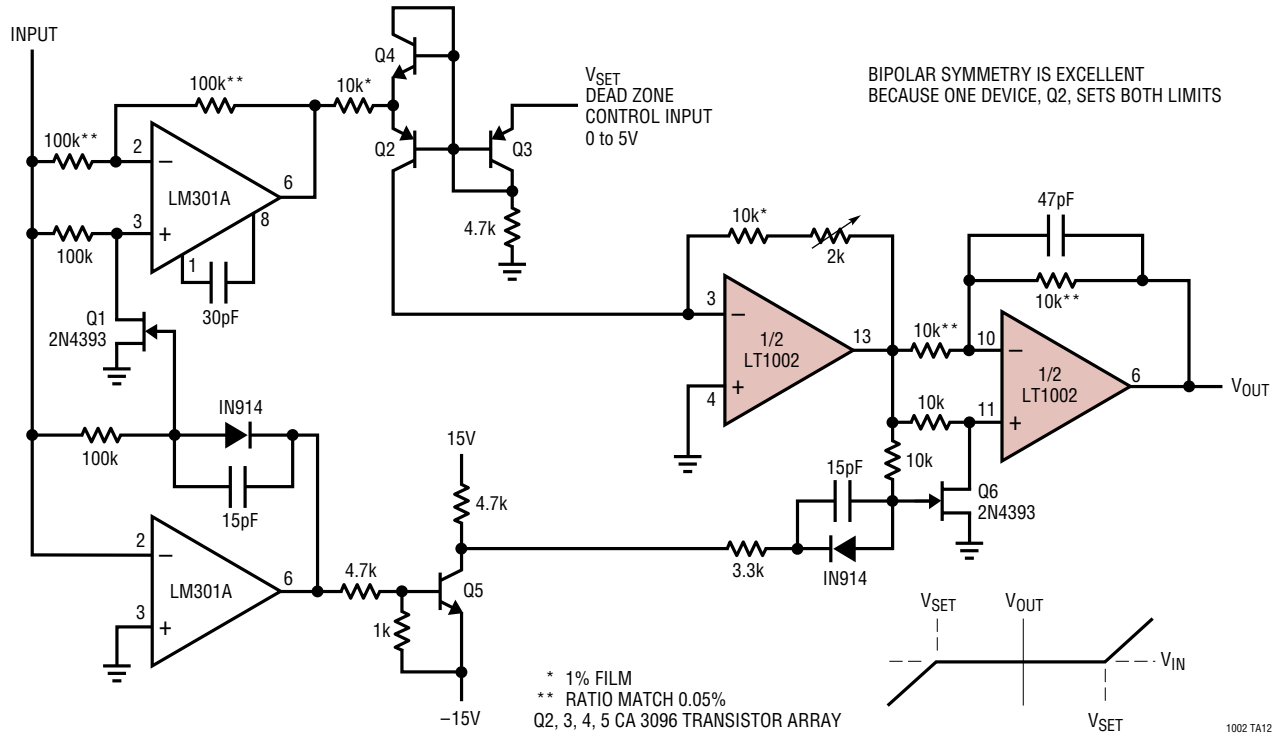 INPUT
100k**
100k**
2
–
LM301A
6
3
+
8
1
100k
30pF
Q1
2N4393
10k*
Q4
Q2
Q3
VSET
DEAD ZONE
CONTROL INPUT
0 to 5V
4.7k
BIPOLAR SYMMETRY IS EXCELLENT
BECAUSE ONE DEVICE, Q2, SETS BOTH LIMITS
10k*
2k
3
–
1/2
LT1002
13
+
4
47pF
10k**
10k**
10
–
1/2
LT1002
6
11
+
VOUT
10k
10k
15pF
Q6
2N4393
3.3k
IN914
100k
IN914
15pF
2
–
LM301A
6
3
+
4.7k
1k
15V
4.7k
Q5
–15V
VSET
VOUT
VIN
VSET
* 1% FILM
** RATIO MATCH 0.05%
Q2, 3, 4, 5 CA 3096 TRANSISTOR ARRAY
1002 TA12